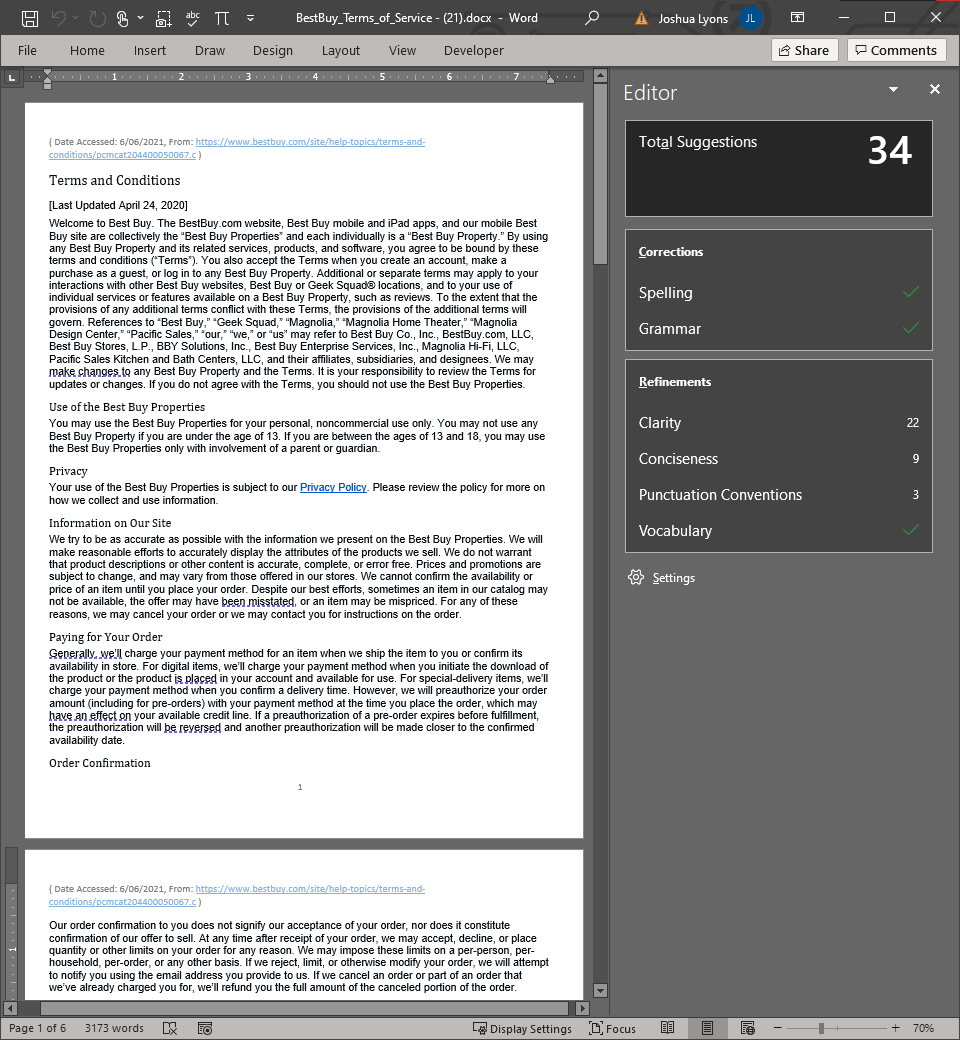 abc
BestBuy_Terms_of_Service - (21).docx - Word
Joshua Lyons
JL
File Home Insert Draw Design Layout View Developer
Share
Comments
L
1 2 3 4 5 6 7
( Date Accessed: 6/06/2021, From: https://www.bestbuy.com/site/help-topics/terms-and-
conditions/pcmcat204400050067.c )
Terms and Conditions
[Last Updated April 24, 2020]
Welcome to Best Buy. The BestBuy.com website, Best Buy mobile and iPad apps, and our mobile Best
Buy site are collectively the “Best Buy Properties” and each individually is a “Best Buy Property.” By using
any Best Buy Property and its related services, products, and software, you agree to be bound by these
terms and conditions (“Terms”). You also accept the Terms when you create an account, make a
purchase as a guest, or log in to any Best Buy Property. Additional or separate terms may apply to your
interactions with other Best Buy websites, Best Buy or Geek Squad® locations, and to your use of
individual services or features available on a Best Buy Property, such as reviews. To the extent that the
provisions of any additional terms conflict with these Terms, the provisions of the additional terms will
govern. References to “Best Buy,” “Geek Squad,” “Magnolia,” “Magnolia Home Theater,” “Magnolia
Design Center,” “Pacific Sales,” “our,” “we,” or “us” may refer to Best Buy Co., Inc., BestBuy.com, LLC,
Best Buy Stores, L.P., BBY Solutions, Inc., Best Buy Enterprise Services, Inc., Magnolia Hi-Fi, LLC,
Pacific Sales Kitchen and Bath Centers, LLC, and their affiliates, subsidiaries, and designees. We may
make changes to any Best Buy Property and the Terms. It is your responsibility to review the Terms for
updates or changes. If you do not agree with the Terms, you should not use the Best Buy Properties.
Use of the Best Buy Properties
You may use the Best Buy Properties for your personal, noncommercial use only. You may not use any
Best Buy Property if you are under the age of 13. If you are between the ages of 13 and 18, you may use
the Best Buy Properties only with involvement of a parent or guardian.
Privacy
Your use of the Best Buy Properties is subject to our Privacy Policy. Please review the policy for more on
how we collect and use information.
Information on Our Site
We try to be as accurate as possible with the information we present on the Best Buy Properties. We will
make reasonable efforts to accurately display the attributes of the products we sell. We do not warrant
that product descriptions or other content is accurate, complete, or error free. Prices and promotions are
subject to change, and may vary from those offered in our stores. We cannot confirm the availability or
price of an item until you place your order. Despite our best efforts, sometimes an item in our catalog may
not be available, the offer may have been misstated, or an item may be mispriced. For any of these
reasons, we may cancel your order or we may contact you for instructions on the order.
Paying for Your Order
Generally, we’ll charge your payment method for an item when we ship the item to you or confirm its
availability in store. For digital items, we’ll charge your payment method when you initiate the download of
the product or the product is placed in your account and available for use. For special-delivery items, we’ll
charge your payment method when you confirm a delivery time. However, we will preauthorize your order
amount (including for pre-orders) with your payment method at the time you place the order, which may
have an effect on your available credit line. If a preauthorization of a pre-order expires before fulfillment,
the preauthorization will be reversed and another preauthorization will be made closer to the confirmed
availability date.
Order Confirmation
1
( Date Accessed: 6/06/2021, From: https://www.bestbuy.com/site/help-topics/terms-and-
conditions/pcmcat204400050067.c )
Our order confirmation to you does not signify our acceptance of your order, nor does it constitute
confirmation of our offer to sell. At any time after receipt of your order, we may accept, decline, or place
quantity or other limits on your order for any reason. We may impose these limits on a per-person, per-
household, per-order, or any other basis. If we reject, limit, or otherwise modify your order, we will attempt
to notify you using the email address you provide to us. If we cancel an order or part of an order that
we’ve already charged you for, we’ll refund you the full amount of the canceled portion of the order.
1
Editor
Total Suggestions 34
Corrections
Spelling
Grammar
Refinements
Clarity 22
Conciseness 9
Punctuation Conventions 3
Vocabulary
Settings
Page 1 of 6 3173 words Display Settings Focus 70%